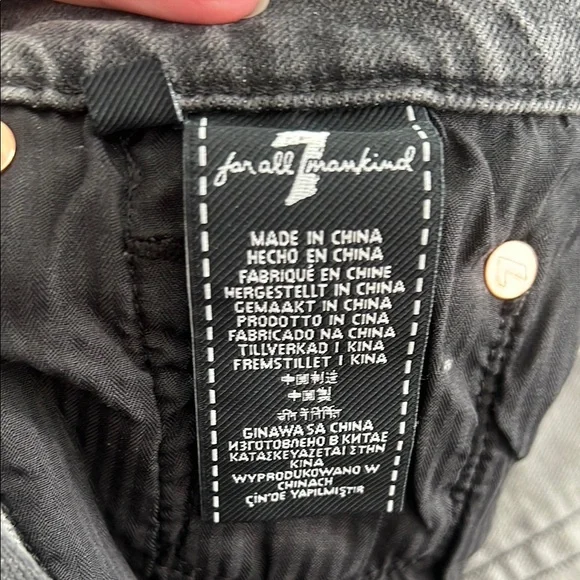 for all 7 mankind
MADE IN CHINA
HECHO EN CHINA
FABRIQUÉ EN CHINE
HERGESTELLT IN CHINA
GEMAAKT IN CHINA
PRODOTTO IN CINA
FABRICADO NA CHINA
TILLVERKAD I KINA
FREMSTILLET I KINA
中国制造
中国製
GINAWA SA CHINA
ИЗГОТОВЛЕНО В КИТАЕ
ΚΑΤΑΣΚΕΥΑΖΕΤΑΙ ΣΤΗΝ
ΚΙΝΑ
WYPRODUKOWANO W
CHINACH
ÇİN'DE YAPILMIŞTIR
7